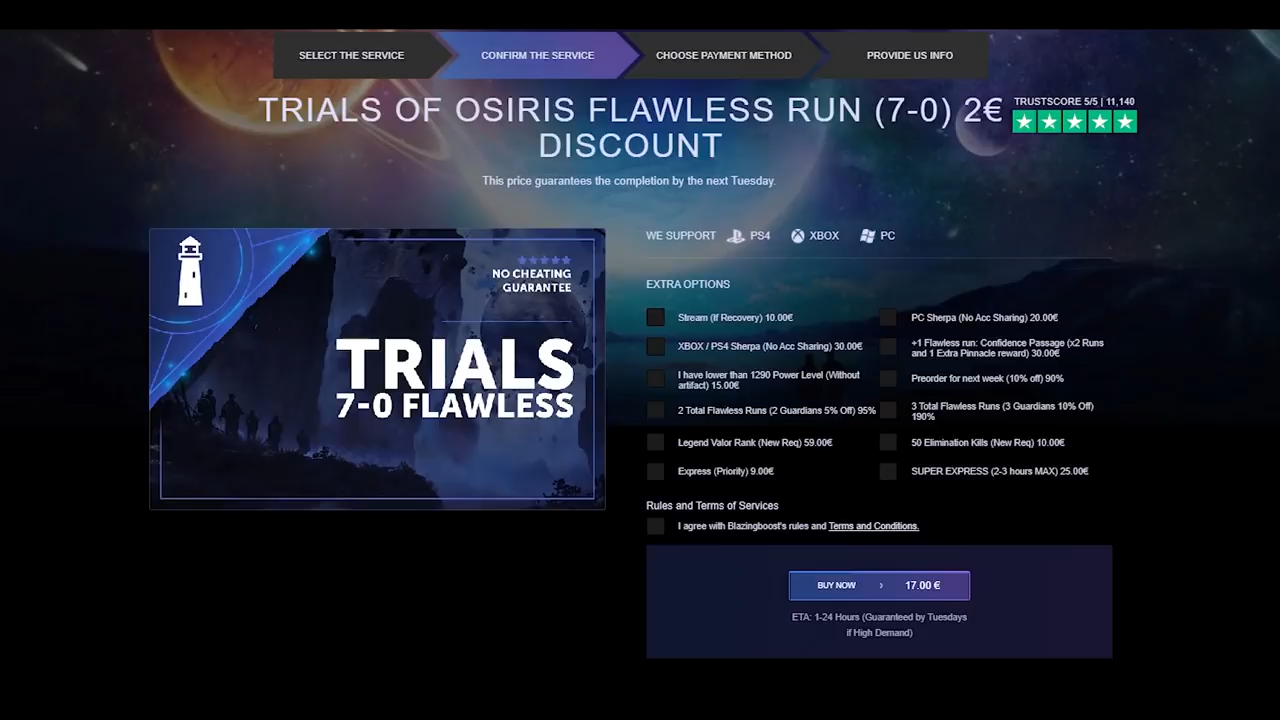 SELECT THE SERVICE
CONFIRM THE SERVICE
CHOOSE PAYMENT METHOD
PROVIDE US INFO
TRIALS OF OSIRIS FLAWLESS RUN (7-0) 2€
DISCOUNT
TRUSTSCORE 5/5 | 11,140
This price guarantees the completion by the next Tuesday.
NO CHEATING
GUARANTEE
TRIALS
7-0 FLAWLESS
WE SUPPORT PS4 XBOX PC
EXTRA OPTIONS
Stream (If Recovery) 10.00€
PC Sherpa (No Acc Sharing) 20.00€
XBOX / PS4 Sherpa (No Acc Sharing) 30.00€
+1 Flawless run: Confidence Passage (x2 Runs
and 1 Extra Pinnacle reward) 30.00€
I have lower than 1290 Power Level (Without
artifact) 15.00€
Preorder for next week (10% off) 90%
2 Total Flawless Runs (2 Guardians 5% Off) 95%
3 Total Flawless Runs (3 Guardians 10% Off)
190%
Legend Valor Rank (New Req) 59.00€
50 Elimination Kills (New Req) 10.00€
Express (Priority) 9.00€
SUPER EXPRESS (2-3 hours MAX) 25.00€
Rules and Terms of Services
I agree with Blazingboost's rules and Terms and Conditions.
BUY NOW › 17.00 €
ETA: 1-24 Hours (Guaranteed by Tuesdays
if High Demand)